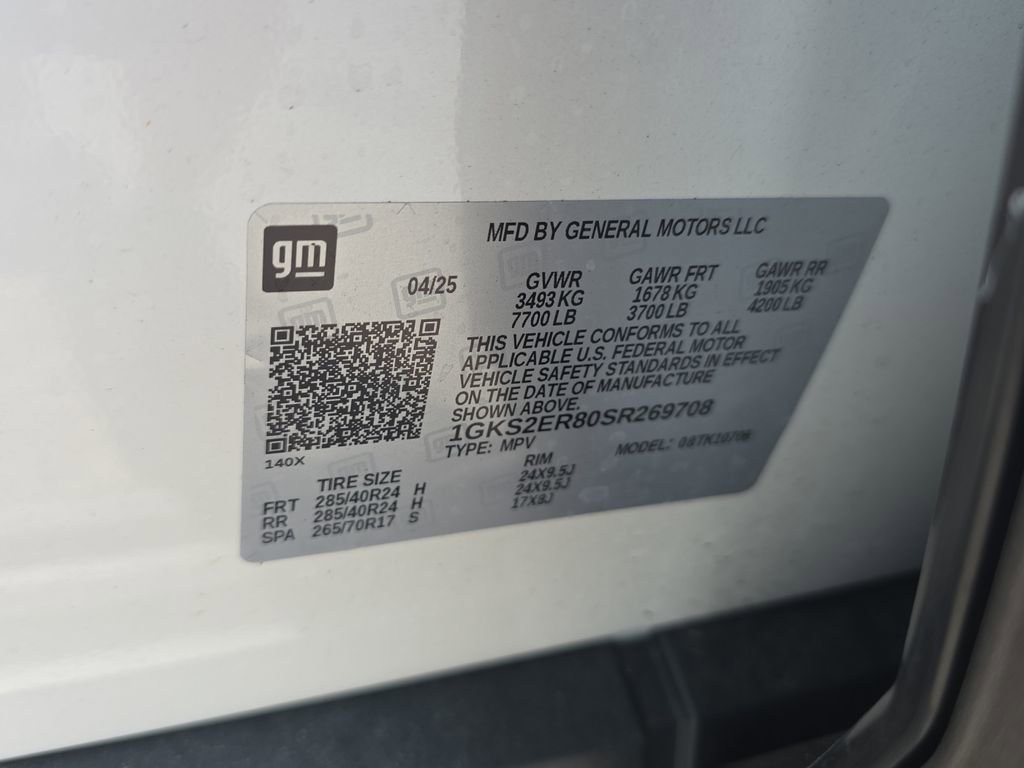 gm
MFD BY GENERAL MOTORS LLC
04/25
GVWR GAWR FRT GAWR RR
3493 KG 1678 KG 1905 KG
7700 LB 3700 LB 4200 LB
THIS VEHICLE CONFORMS TO ALL
APPLICABLE U.S. FEDERAL MOTOR
VEHICLE SAFETY STANDARDS IN EFFECT
ON THE DATE OF MANUFACTURE
SHOWN ABOVE.
1GKS2ER80SR269708
TYPE: MPV MODEL:
140X
TIRE SIZE RIM
FRT 285/40R24 H 24X9.5J
RR 285/40R24 H 24X9.5J
SPA 265/70R17 S 17X8J